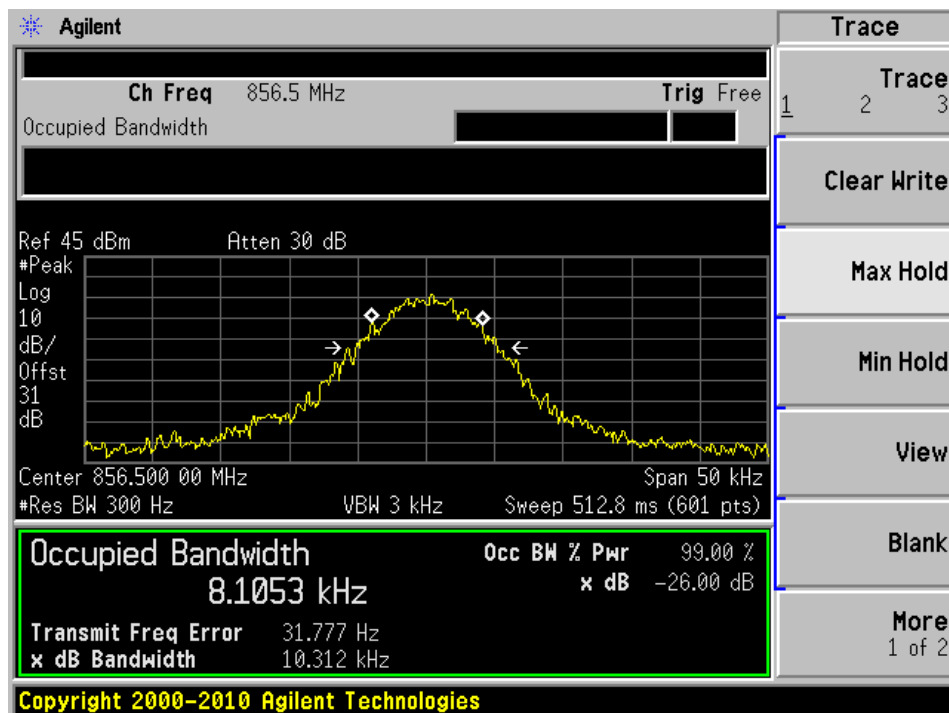 Agilent
Trace
Ch Freq 856.5 MHz Trig Free
Occupied Bandwidth
Trace
1 2 3
Clear Write
Max Hold
Min Hold
View
Blank
More
1 of 2
Ref 45 dBm Atten 30 dB
#Peak
Log
10
dB/
Offst
31
dB
Center 856.500 00 MHz Span 50 kHz
#Res BW 300 Hz VBW 3 kHz Sweep 512.8 ms (601 pts)
Occupied Bandwidth Occ BW % Pwr 99.00 %
8.1053 kHz x dB -26.00 dB
Transmit Freq Error 31.777 Hz
x dB Bandwidth 10.312 kHz
Copyright 2000-2010 Agilent Technologies